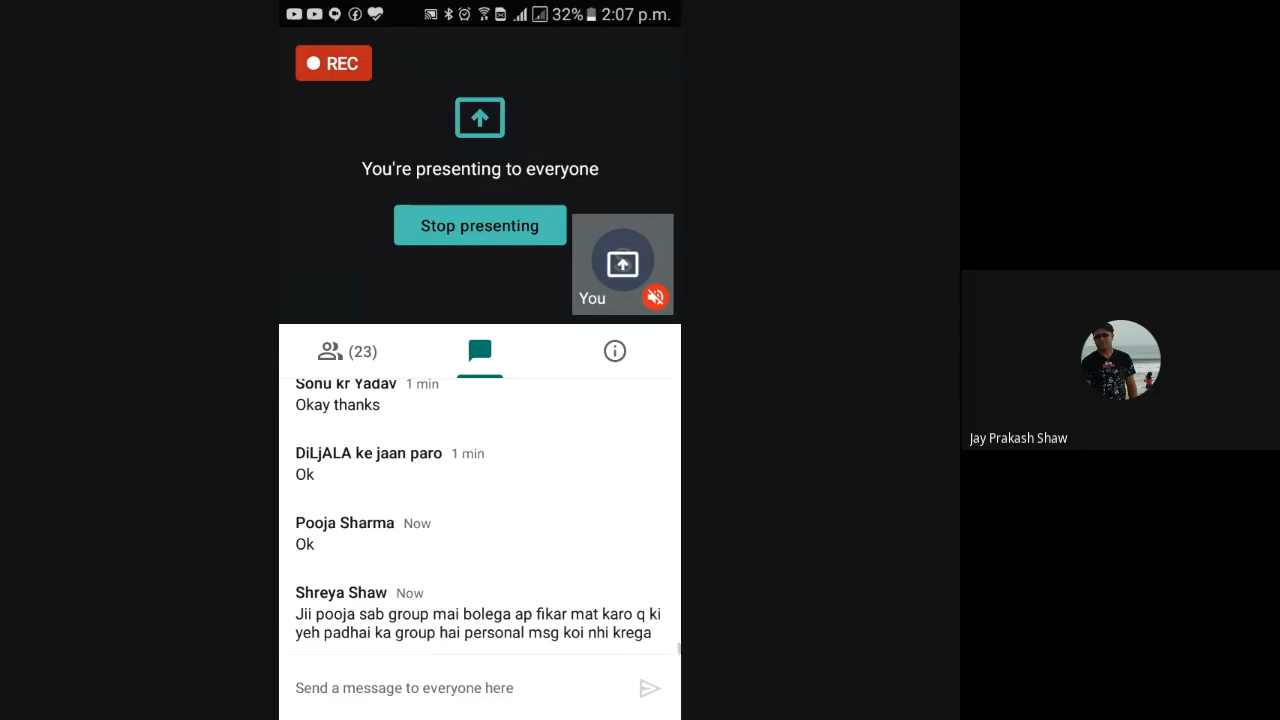 32% 2:07 p.m.
REC
You're presenting to everyone
Stop presenting
You
(23)
Sonu kr Yadav 1 min
Okay thanks
DiLjALA ke jaan paro 1 min
Ok
Pooja Sharma Now
Ok
Shreya Shaw Now
Jii pooja sab group mai bolega ap fikar mat karo q ki
yeh padhai ka group hai personal msg koi nhi krega
Send a message to everyone here
Jay Prakash Shaw